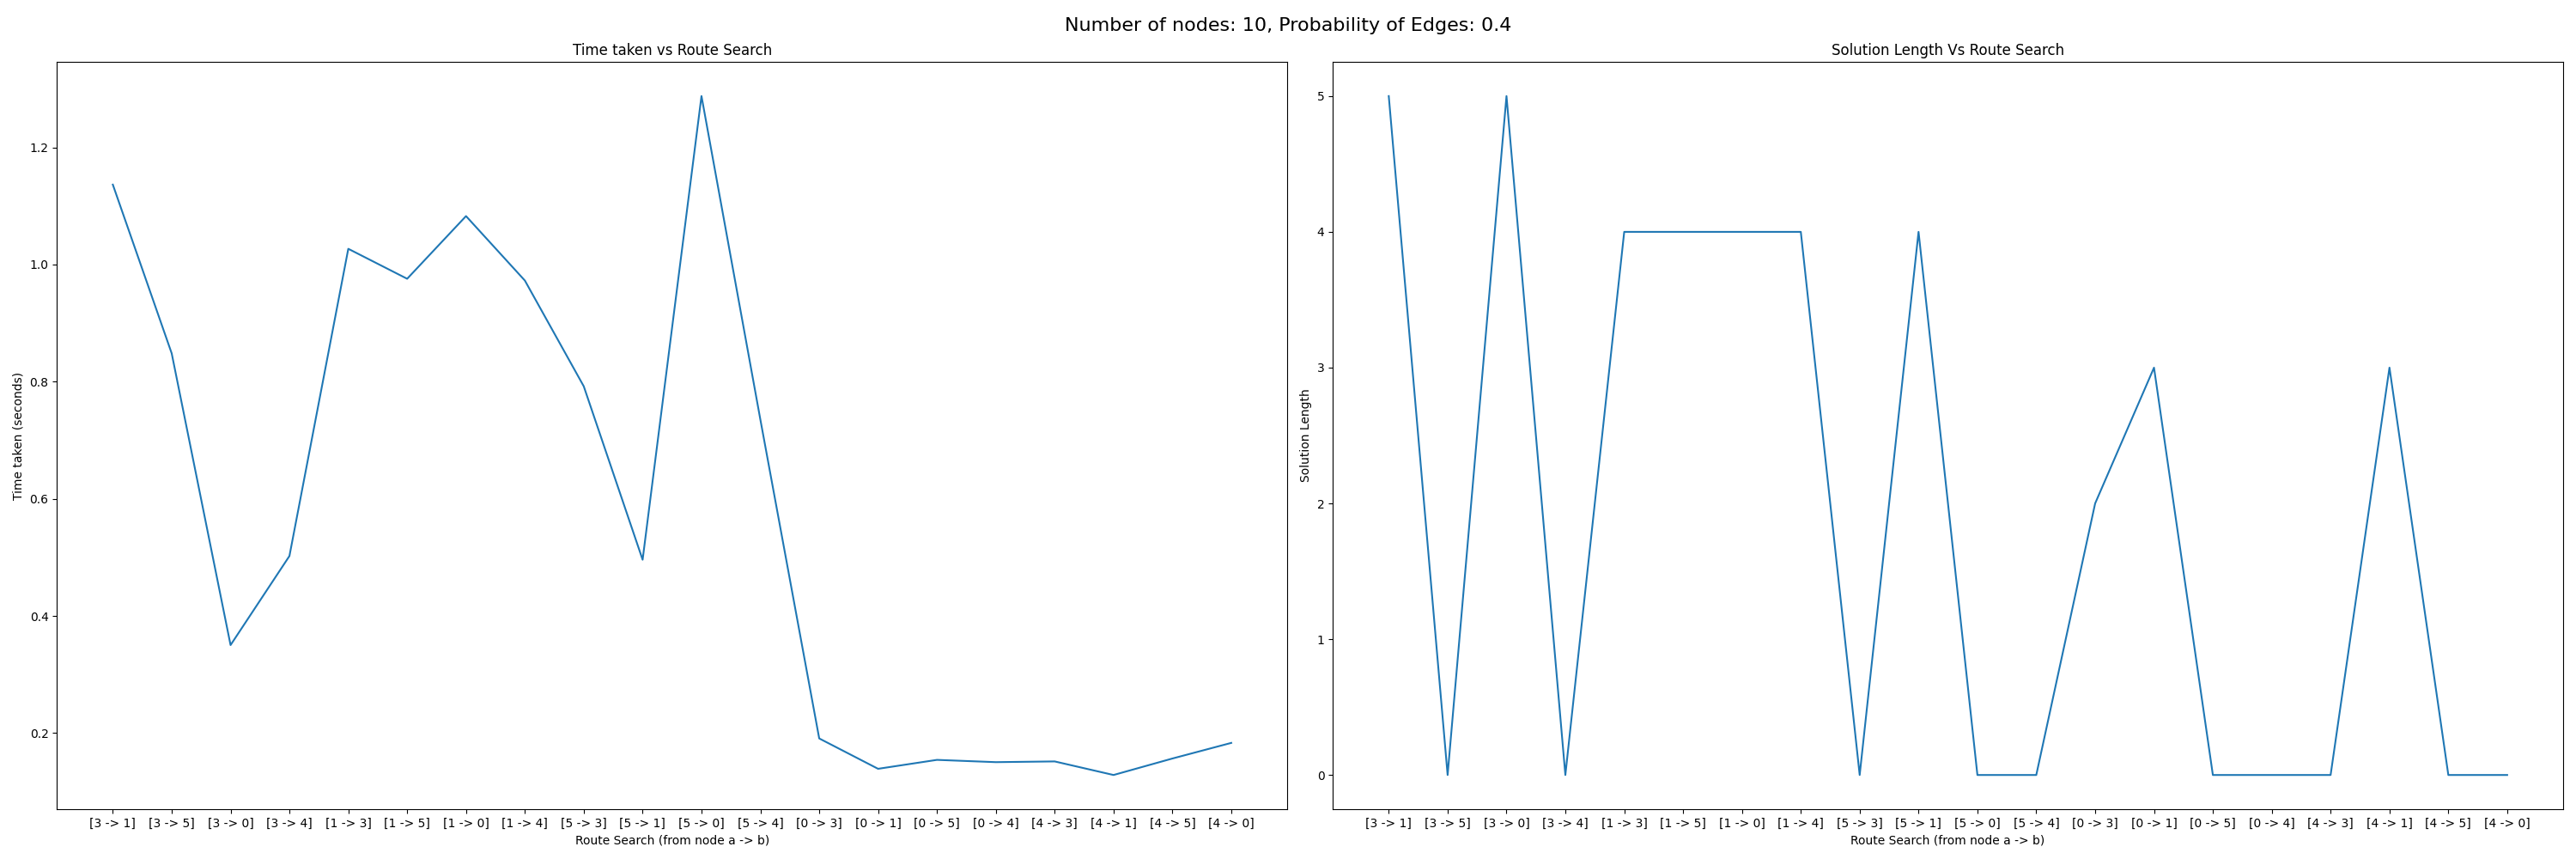 Number of nodes: 10, Probability of Edges: 0.4
Time taken vs Route Search
1.2
1.0
0.8
0.6
0.4
0.2
Time taken (seconds)
[3 -> 1] [3 -> 5] [3 -> 0] [3 -> 4] [1 -> 3] [1 -> 5] [1 -> 0] [1 -> 4] [5 -> 3] [5 -> 1] [5 -> 0] [5 -> 4] [0 -> 3] [0 -> 1] [0 -> 5] [0 -> 4] [4 -> 3] [4 -> 1] [4 -> 5] [4 -> 0]
Route Search (from node a -> b)
Solution Length Vs Route Search
5
4
3
2
1
0
Solution Length
[3 -> 1] [3 -> 5] [3 -> 0] [3 -> 4] [1 -> 3] [1 -> 5] [1 -> 0] [1 -> 4] [5 -> 3] [5 -> 1] [5 -> 0] [5 -> 4] [0 -> 3] [0 -> 1] [0 -> 5] [0 -> 4] [4 -> 3] [4 -> 1] [4 -> 5] [4 -> 0]
Route Search (from node a -> b)